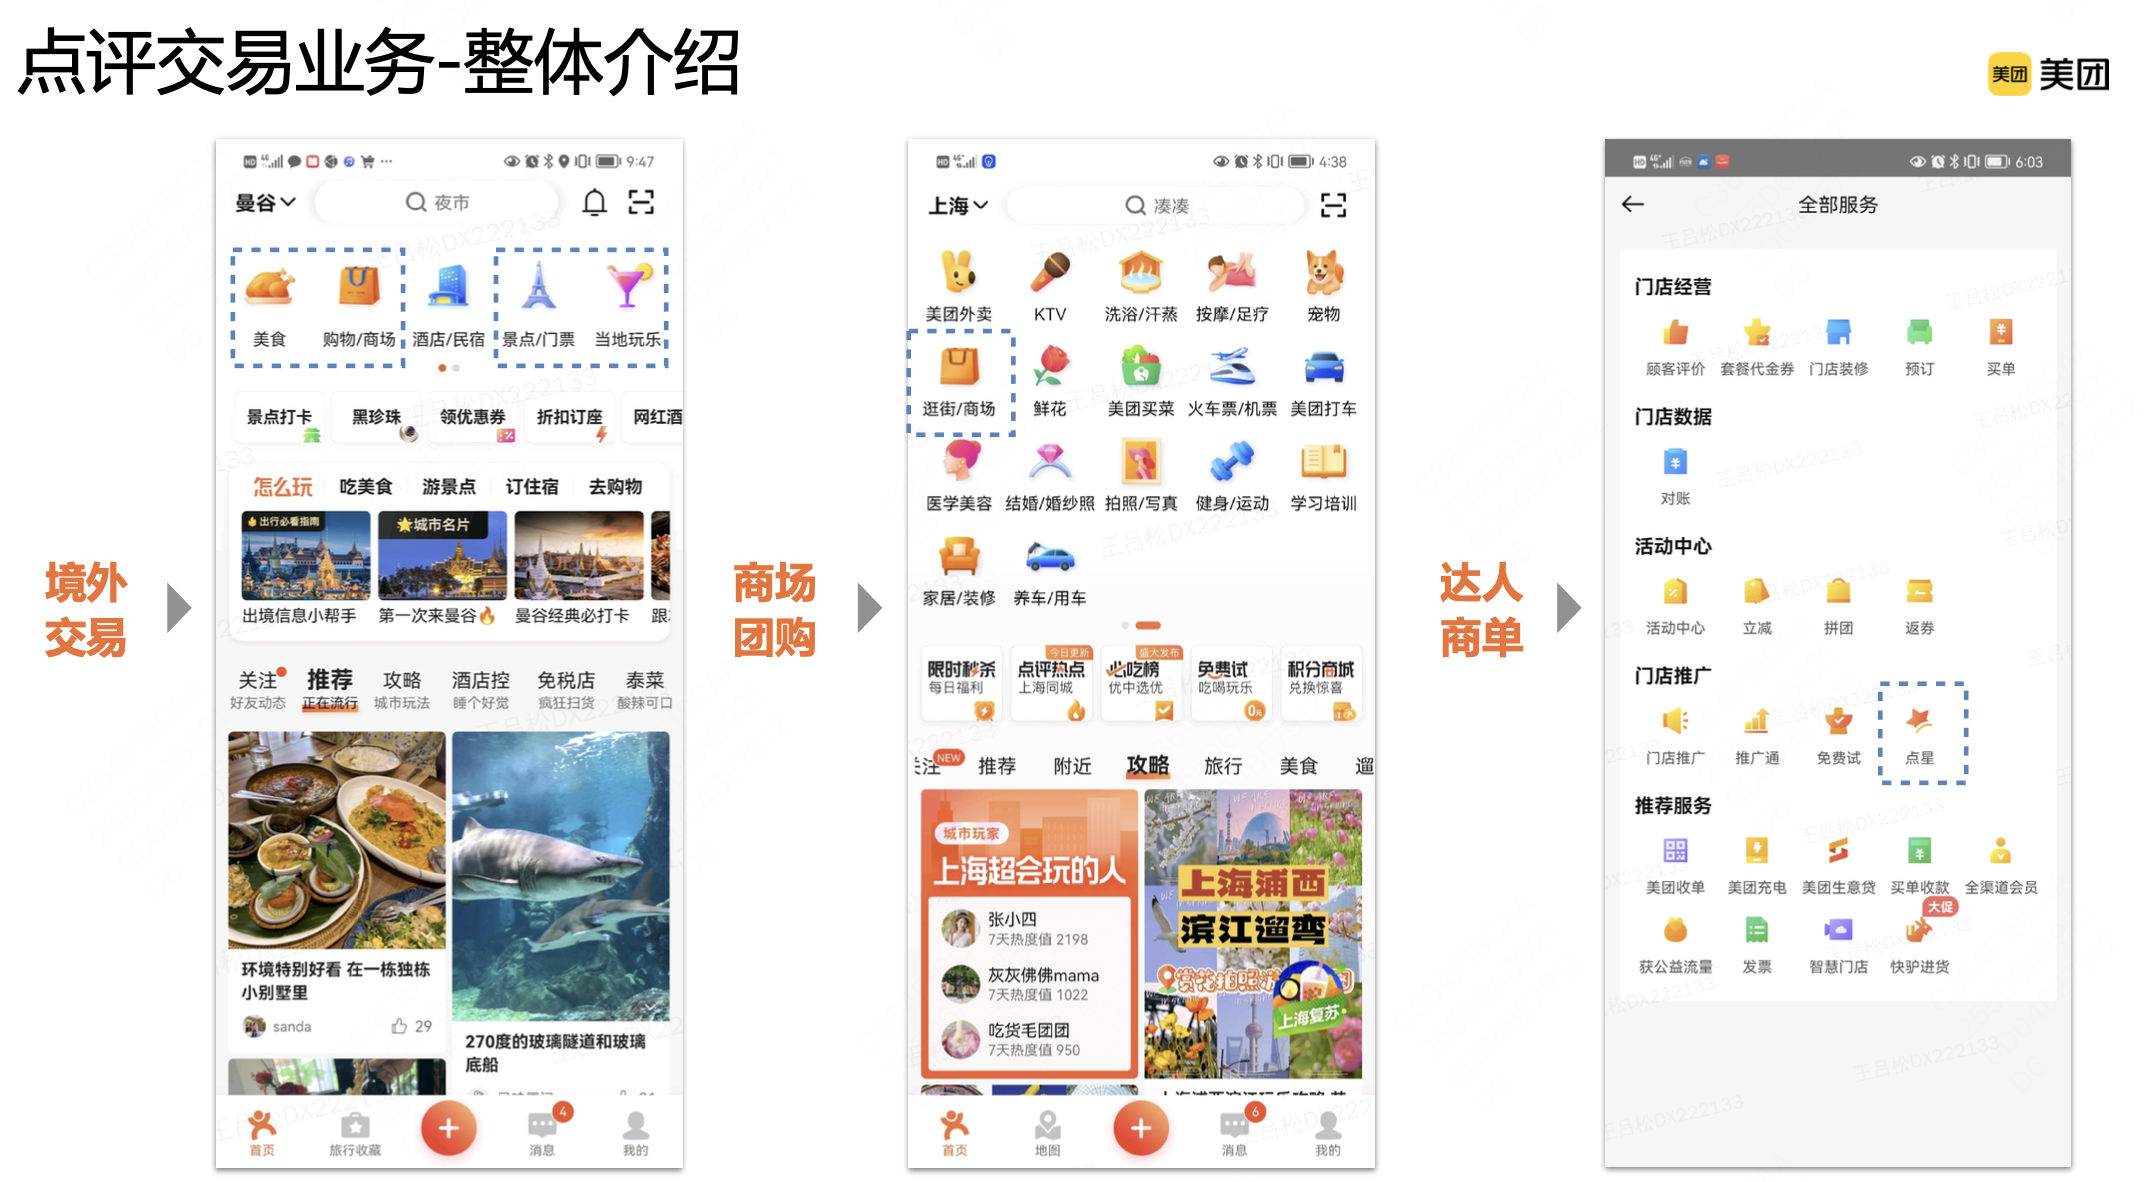 点评交易业务-整体介绍
美团 美团
境外
交易
9:47
曼谷
夜市
美食 购物/商场 酒店/民宿 景点/门票 当地玩乐
景点打卡 黑珍珠 领优惠券 折扣订座 网红酒
怎么玩 吃美食 游景点 订住宿 去购物
出行必看指南 城市名片
出境信息小帮手 第一次来曼谷 曼谷经典必打卡 跟
关注 推荐 攻略 酒店控 免税店 泰菜
好友动态 正在流行 城市玩法 睡个好觉 疯狂扫货 酸辣可口
环境特别好看 在一栋独栋
小别墅里
sanda 29
270度的玻璃隧道和玻璃
底船
4
首页 旅行收藏 消息 我的
商场
团购
4:38
上海
凑凑
美团外卖 KTV 洗浴/汗蒸 按摩/足疗 宠物
逛街/商场 鲜花 美团买菜 火车票/机票 美团打车
医学美容 结婚/婚纱照 拍照/写真 健身/运动 学习培训
家居/装修 养车/用车
今日更新 盛大发布
限时秒杀 点评热点 必吃榜 免费试 积分商城
每日福利 上海同城 优中选优 吃喝玩乐 兑换惊喜
NEW
关注 推荐 附近 攻略 旅行 美食 遛
城市玩家
上海超会玩的人
张小四
7天热度值 2198
灰灰佛佛mama
7天热度值 1022
吃货毛团团
7天热度值 950
上海浦西
滨江遛弯
上海复苏
6
首页 地图 消息 我的
达人
商单
6:03
全部服务
门店经营
顾客评价 套餐代金券 门店装修 预订 买单
门店数据
对账
活动中心
活动中心 立减 拼团 返券
门店推广
门店推广 推广通 免费试 点星
推荐服务
美团收单 美团充电 美团生意贷 买单收款 全渠道会员
大促
获公益流量 发票 智慧门店 快驴进货
王吕松DX222133